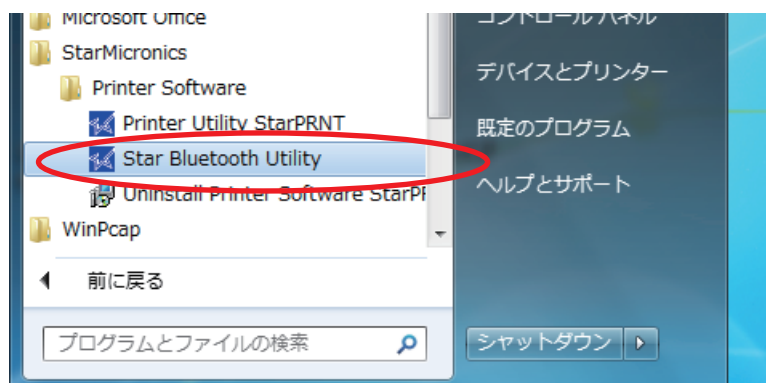 Microsoft Office
StarMicronics
Printer Software
Printer Utility StarPRNT
Star Bluetooth Utility
Uninstall Printer Software StarPR
WinPcap
前に戻る
プログラムとファイルの検索
コントロール パネル
デバイスとプリンター
既定のプログラム
ヘルプとサポート
シャットダウン